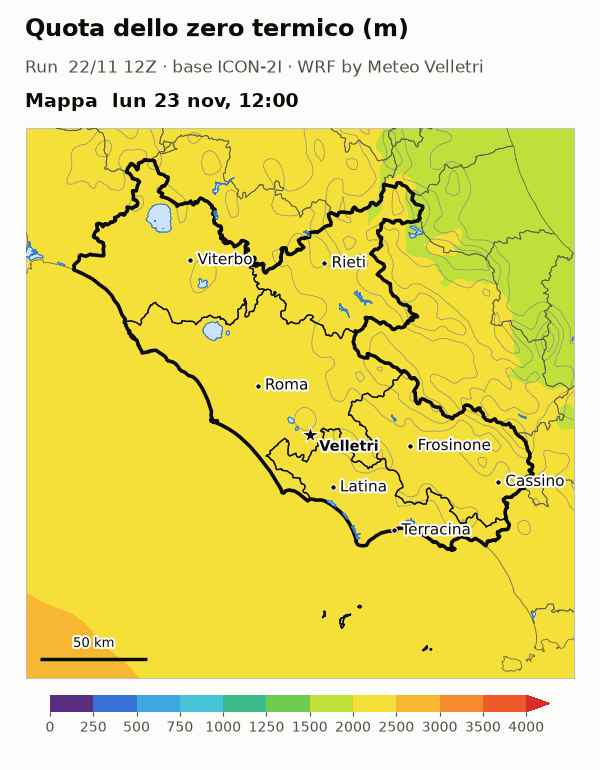 Quota dello zero termico (m)
Run  22/11 12Z · base ICON-2I · WRF by Meteo Velletri
Mappa  lun 23 nov, 12:00
Viterbo
Rieti
Roma
Velletri
Frosinone
Cassino
Latina
Terracina
50 km
0 250 500 750 1000 1250 1500 2000 2500 3000 3500 4000